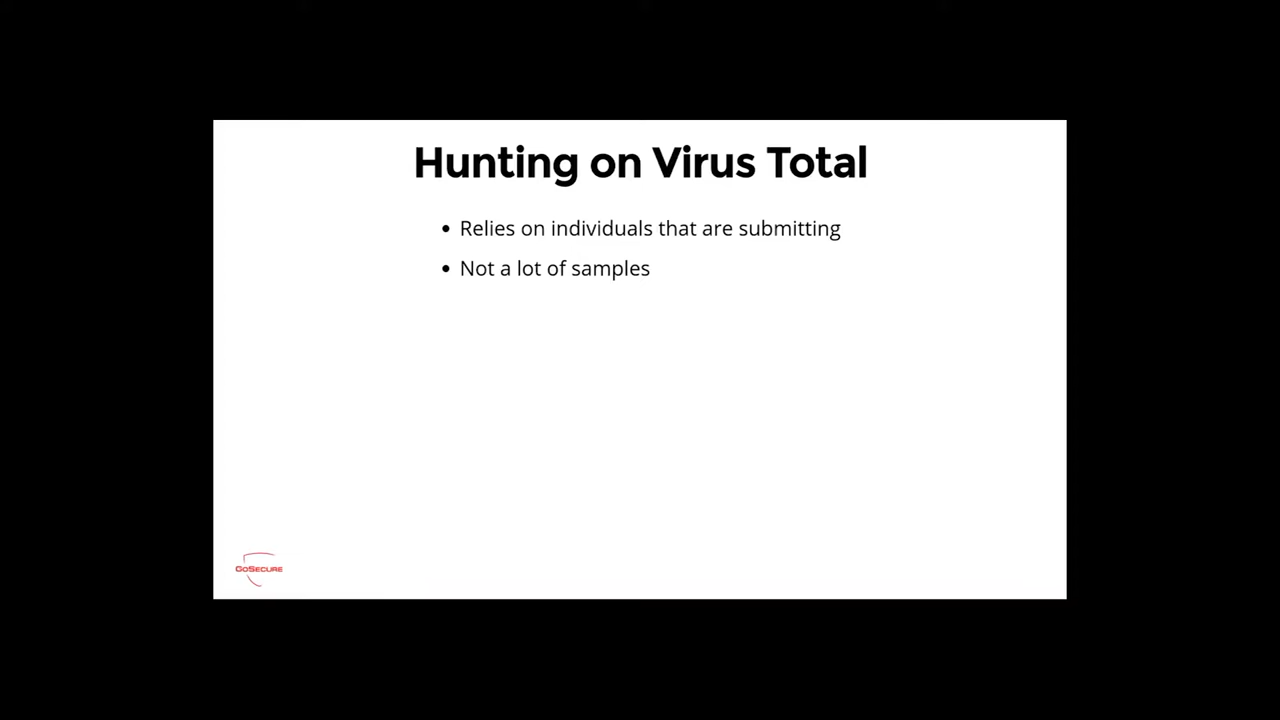 Hunting on Virus Total
• Relies on individuals that are submitting
• Not a lot of samples
GoSecure